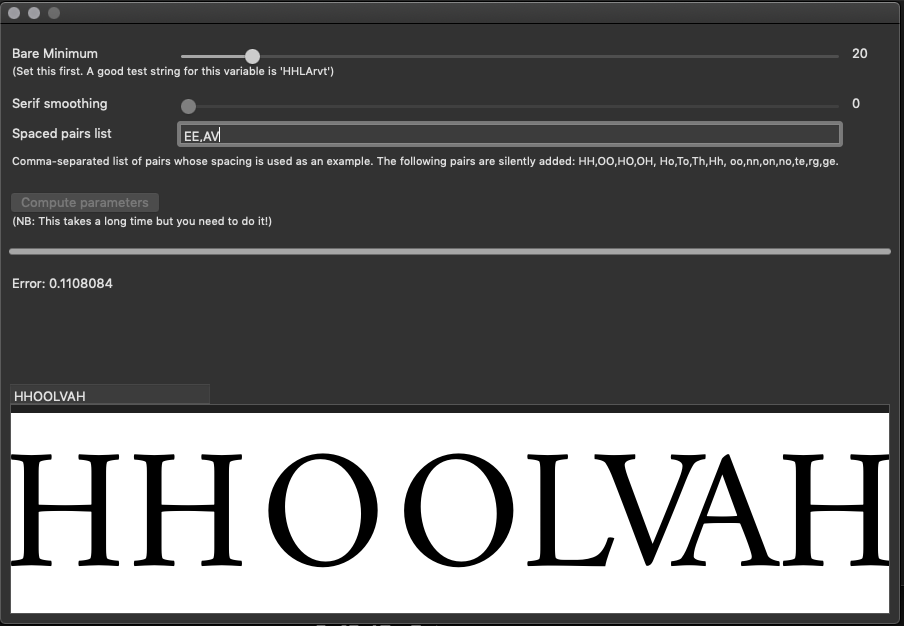 Bare Minimum 20
(Set this first. A good test string for this variable is 'HHLArvt')
Serif smoothing 0
Spaced pairs list EE,AV
Comma-separated list of pairs whose spacing is used as an example. The following pairs are silently added: HH,OO,HO,OH, Ho,To,Th,Hh, oo,nn,on,no,te,rg,ge.
Compute parameters
(NB: This takes a long time but you need to do it!)
Error: 0.1108084
HHOOLVAH
HHOOLVAH